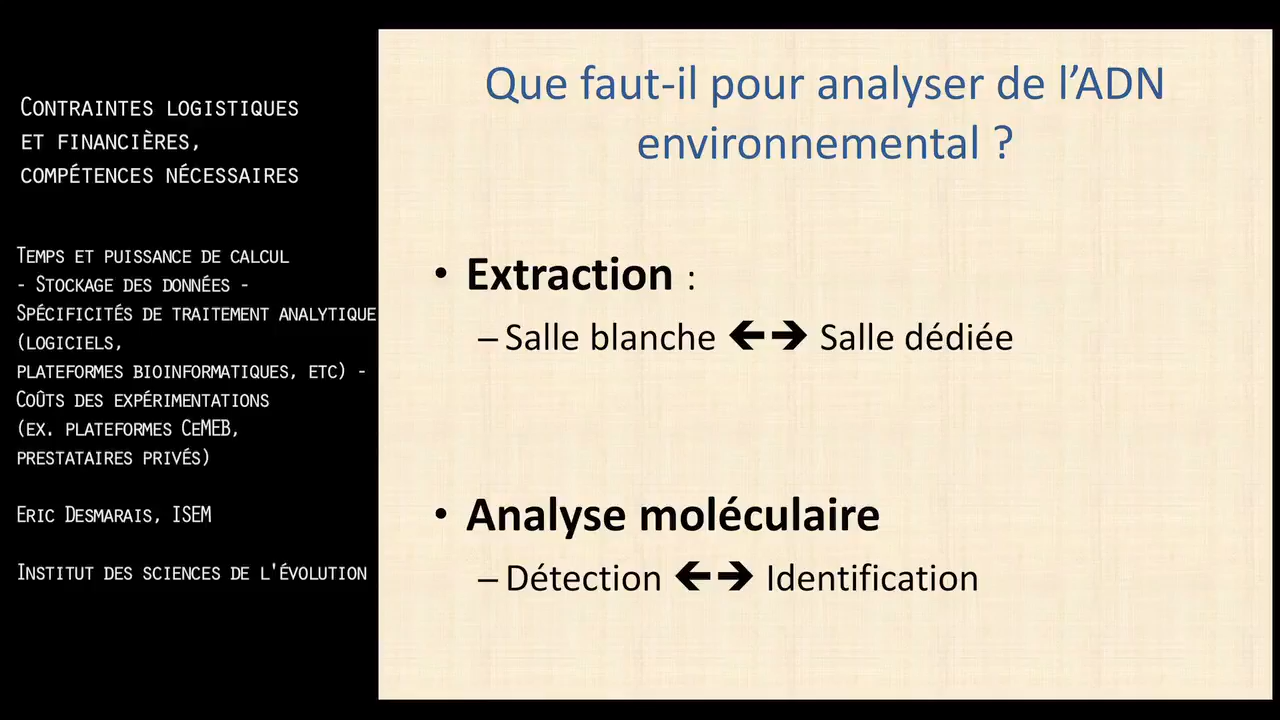 Contraintes logistiques
et financières,
compétences nécessaires
Temps et puissance de calcul
- Stockage des données -
Spécificités de traitement analytique
(logiciels,
plateformes bioinformatiques, etc) -
Coûts des expérimentations
(ex. plateformes CeMEB,
prestataires privés)
Eric Desmarais, ISEM
Institut des sciences de l'évolution
Que faut-il pour analyser de l’ADN
environnemental ?
• Extraction :
– Salle blanche 🡨🡪 Salle dédiée
• Analyse moléculaire
– Détection 🡨🡪 Identification